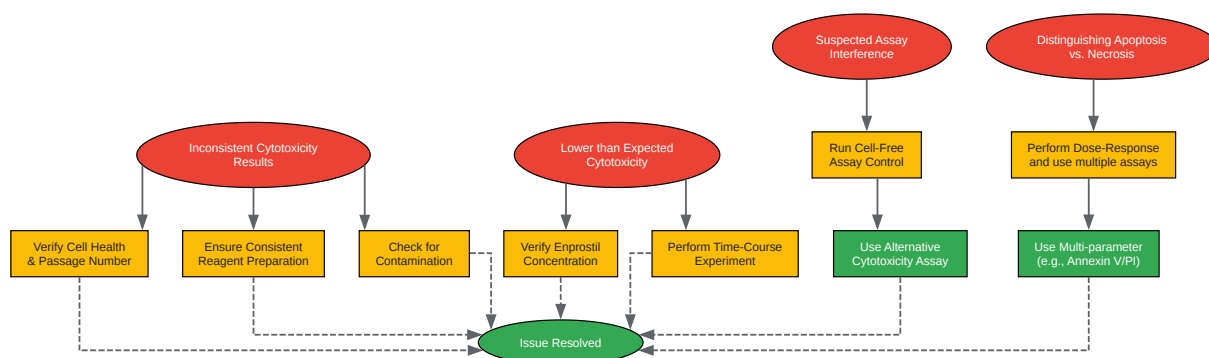 Suspected Assay
Interference
Distinguishing Apoptosis
vs. Necrosis
Inconsistent Cytotoxicity
Results
Lower than Expected
Cytotoxicity
Run Cell-Free
Assay Control
Perform Dose-Response
and use multiple assays
Verify Cell Health
& Passage Number
Ensure Consistent
Reagent Preparation
Check for
Contamination
Verify Enprostil
Concentration
Perform Time-Course
Experiment
Use Alternative
Cytotoxicity Assay
Use Multi-parameter
(e.g., Annexin V/PI)
Issue Resolved